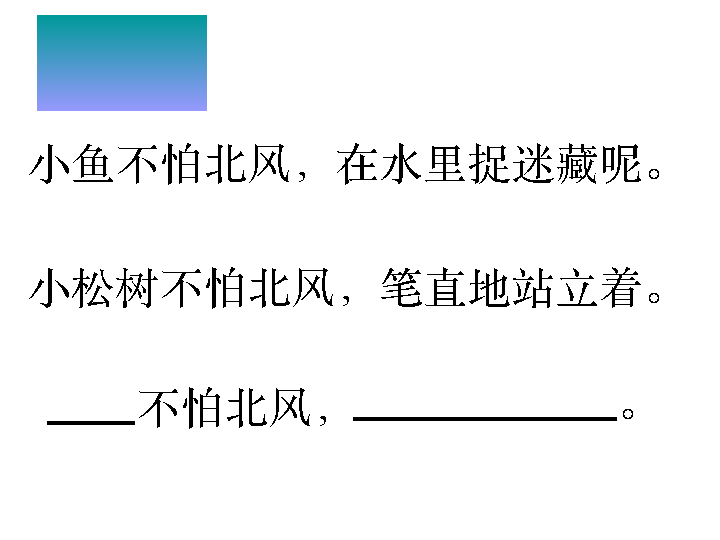 小鱼不怕北风，在水里捉迷藏呢。
小松树不怕北风，笔直地站立着。
____不怕北风，____________。